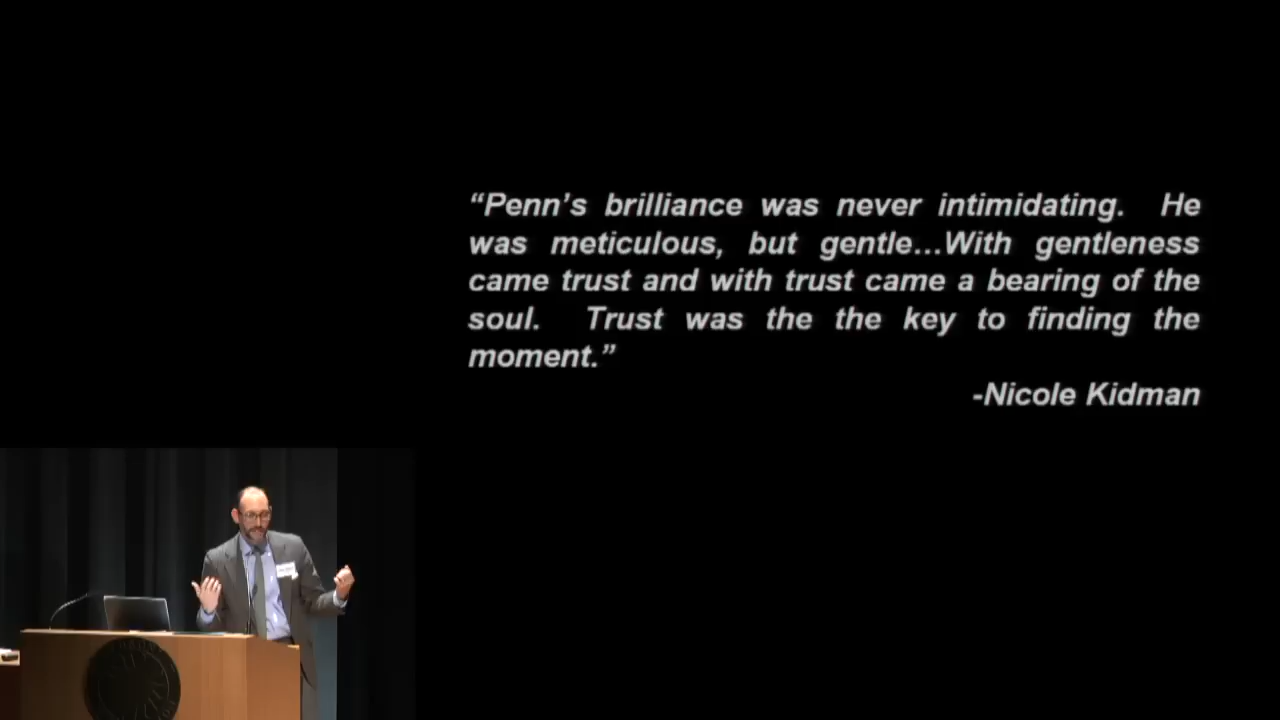 “Penn’s brilliance was never intimidating. He
was meticulous, but gentle...With gentleness
came trust and with trust came a bearing of the
soul. Trust was the the key to finding the
moment.”
-Nicole Kidman